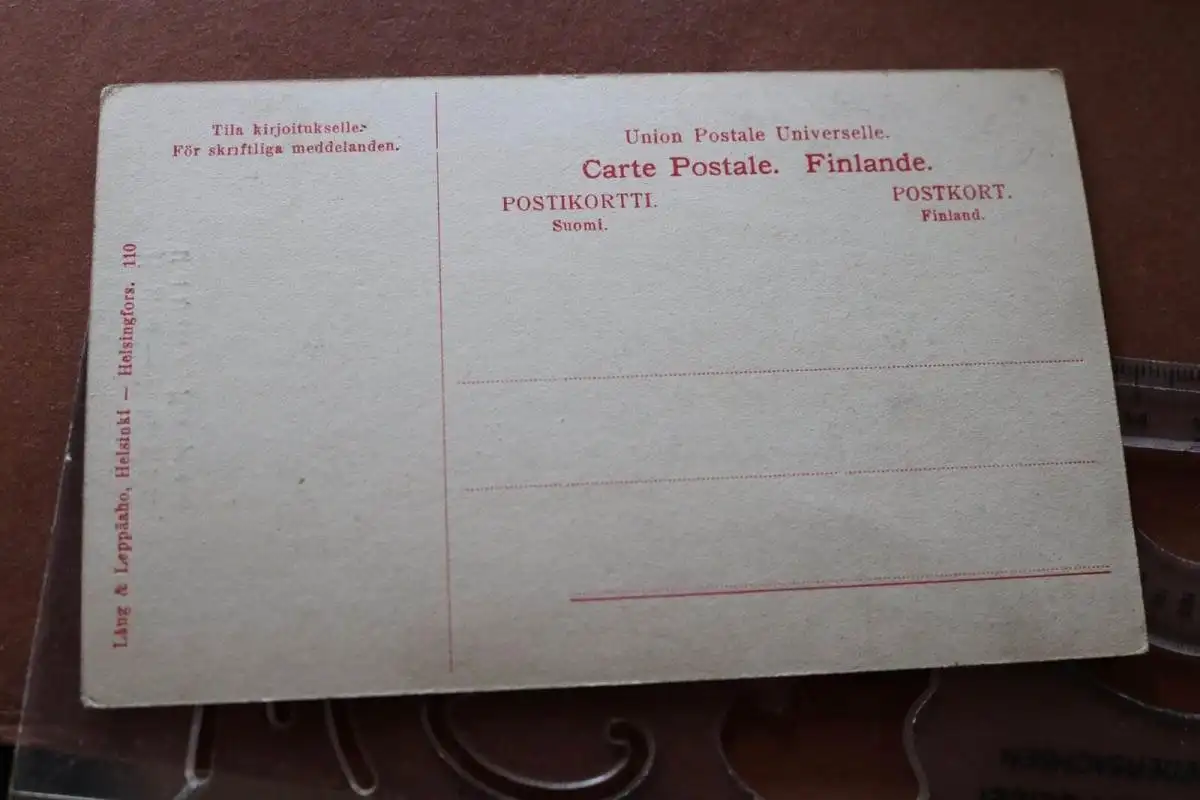 Tila kirjoitukselle
För skriftliga meddelanden.
Union Postale Universelle.
Carte Postale. Finlande.
POSTIKORTTI.
Suomi.
POSTKORT.
Finland.
Lång & Leppäaho, Helsinki — Helsingfors. 110